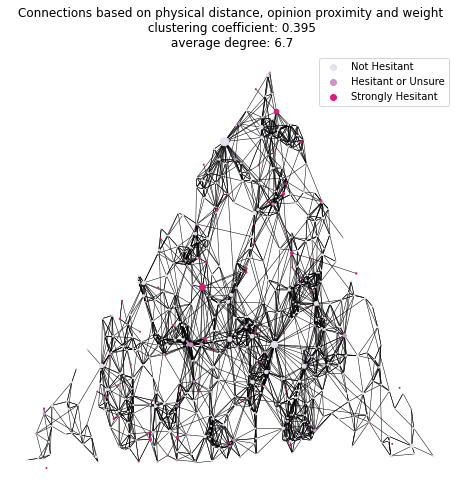 Connections based on physical distance, opinion proximity and weight
clustering coefficient: 0.395
average degree: 6.7
Not Hesitant
Hesitant or Unsure
Strongly Hesitant